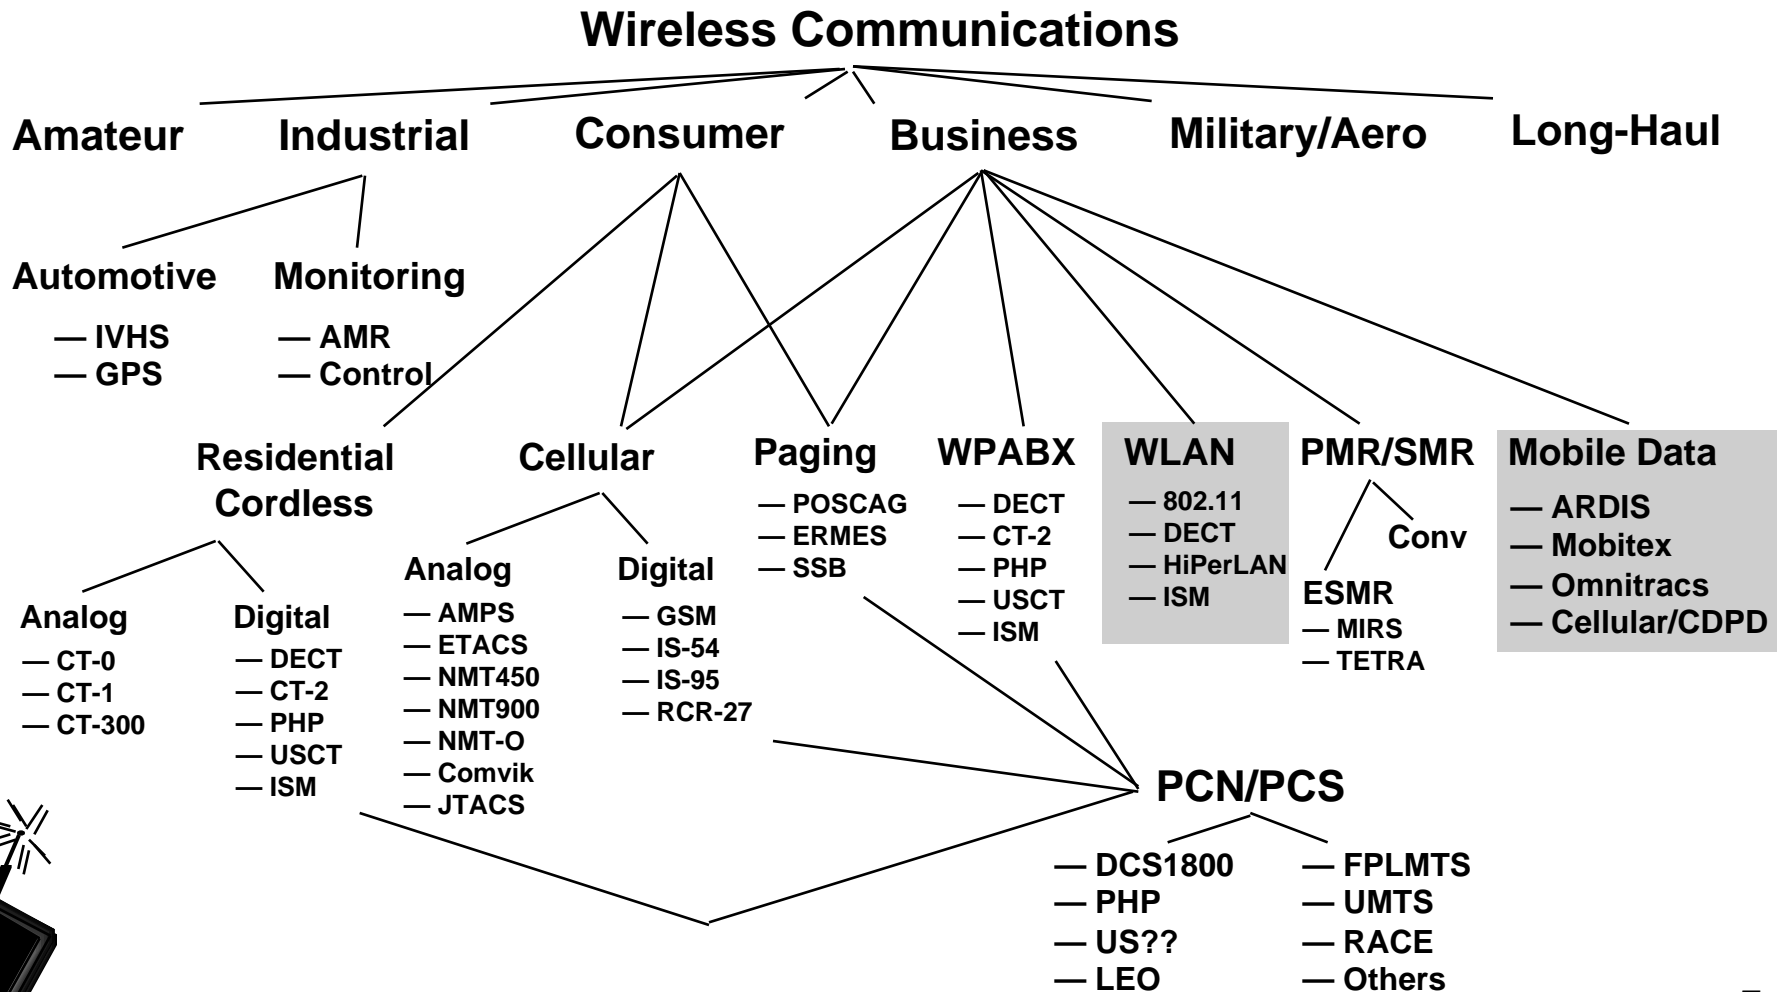 Wireless Communications
Amateur
Industrial
Consumer
Business
Military/Aero
Long-Haul
Automotive
— IVHS
— GPS
Monitoring
— AMR
— Control
Residential
Cordless
Analog
— CT-0
— CT-1
— CT-300
Digital
— DECT
— CT-2
— PHP
— USCT
— ISM
Cellular
Analog
— AMPS
— ETACS
— NMT450
— NMT900
— NMT-O
— Comvik
— JTACS
Digital
— GSM
— IS-54
— IS-95
— RCR-27
Paging
— POSCAG
— ERMES
— SSB
WPABX
— DECT
— CT-2
— PHP
— USCT
— ISM
WLAN
— 802.11
— DECT
— HiPerLAN
— ISM
PMR/SMR
Conv
ESMR
— MIRS
— TETRA
Mobile Data
— ARDIS
— Mobitex
— Omnitracs
— Cellular/CDPD
PCN/PCS
— DCS1800
— PHP
— US??
— LEO
— FPLMTS
— UMTS
— RACE
— Others